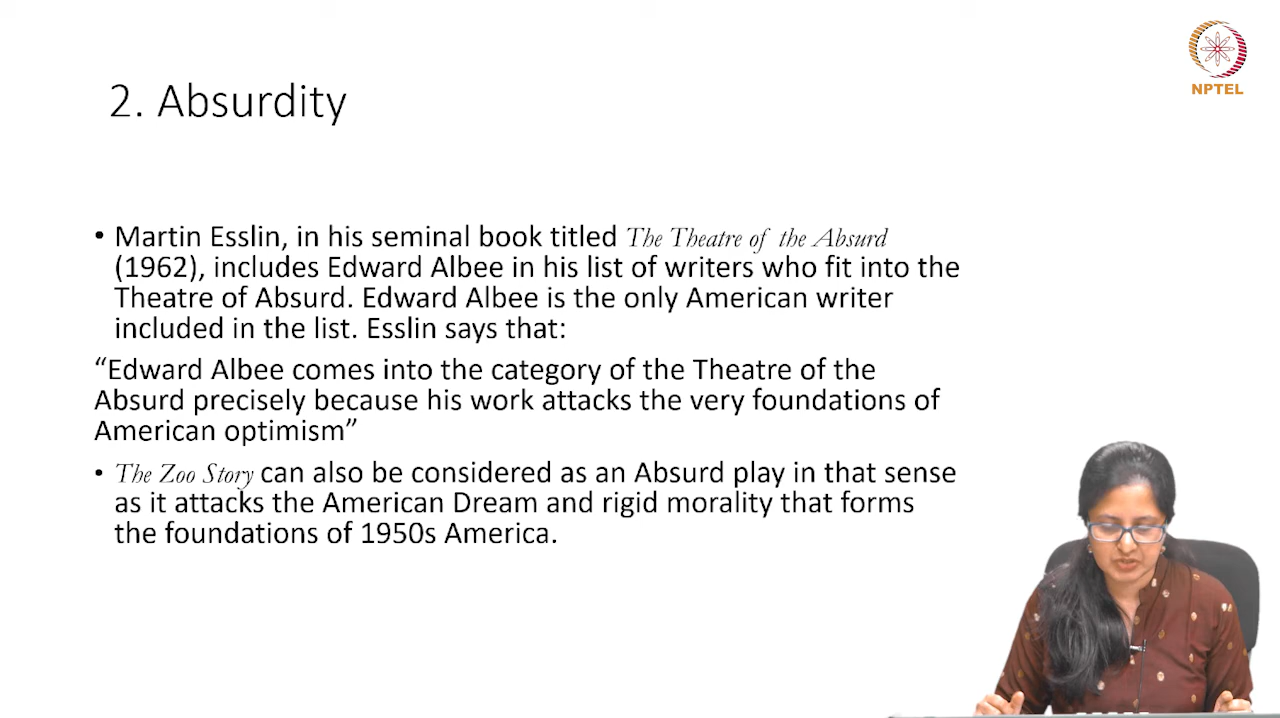 NPTEL
2. Absurdity
• Martin Esslin, in his seminal book titled The Theatre of the Absurd
(1962), includes Edward Albee in his list of writers who fit into the
Theatre of Absurd. Edward Albee is the only American writer
included in the list. Esslin says that:
“Edward Albee comes into the category of the Theatre of the
Absurd precisely because his work attacks the very foundations of
American optimism”
• The Zoo Story can also be considered as an Absurd play in that sense
as it attacks the American Dream and rigid morality that forms
the foundations of 1950s America.